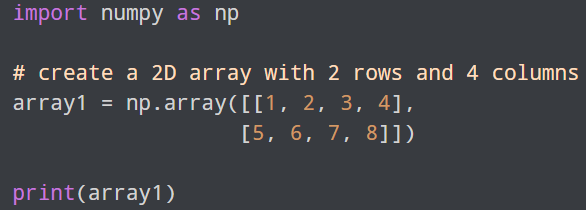 import numpy as np
# create a 2D array with 2 rows and 4 columns
array1 = np.array([[1, 2, 3, 4],
                  [5, 6, 7, 8]])
print(array1)